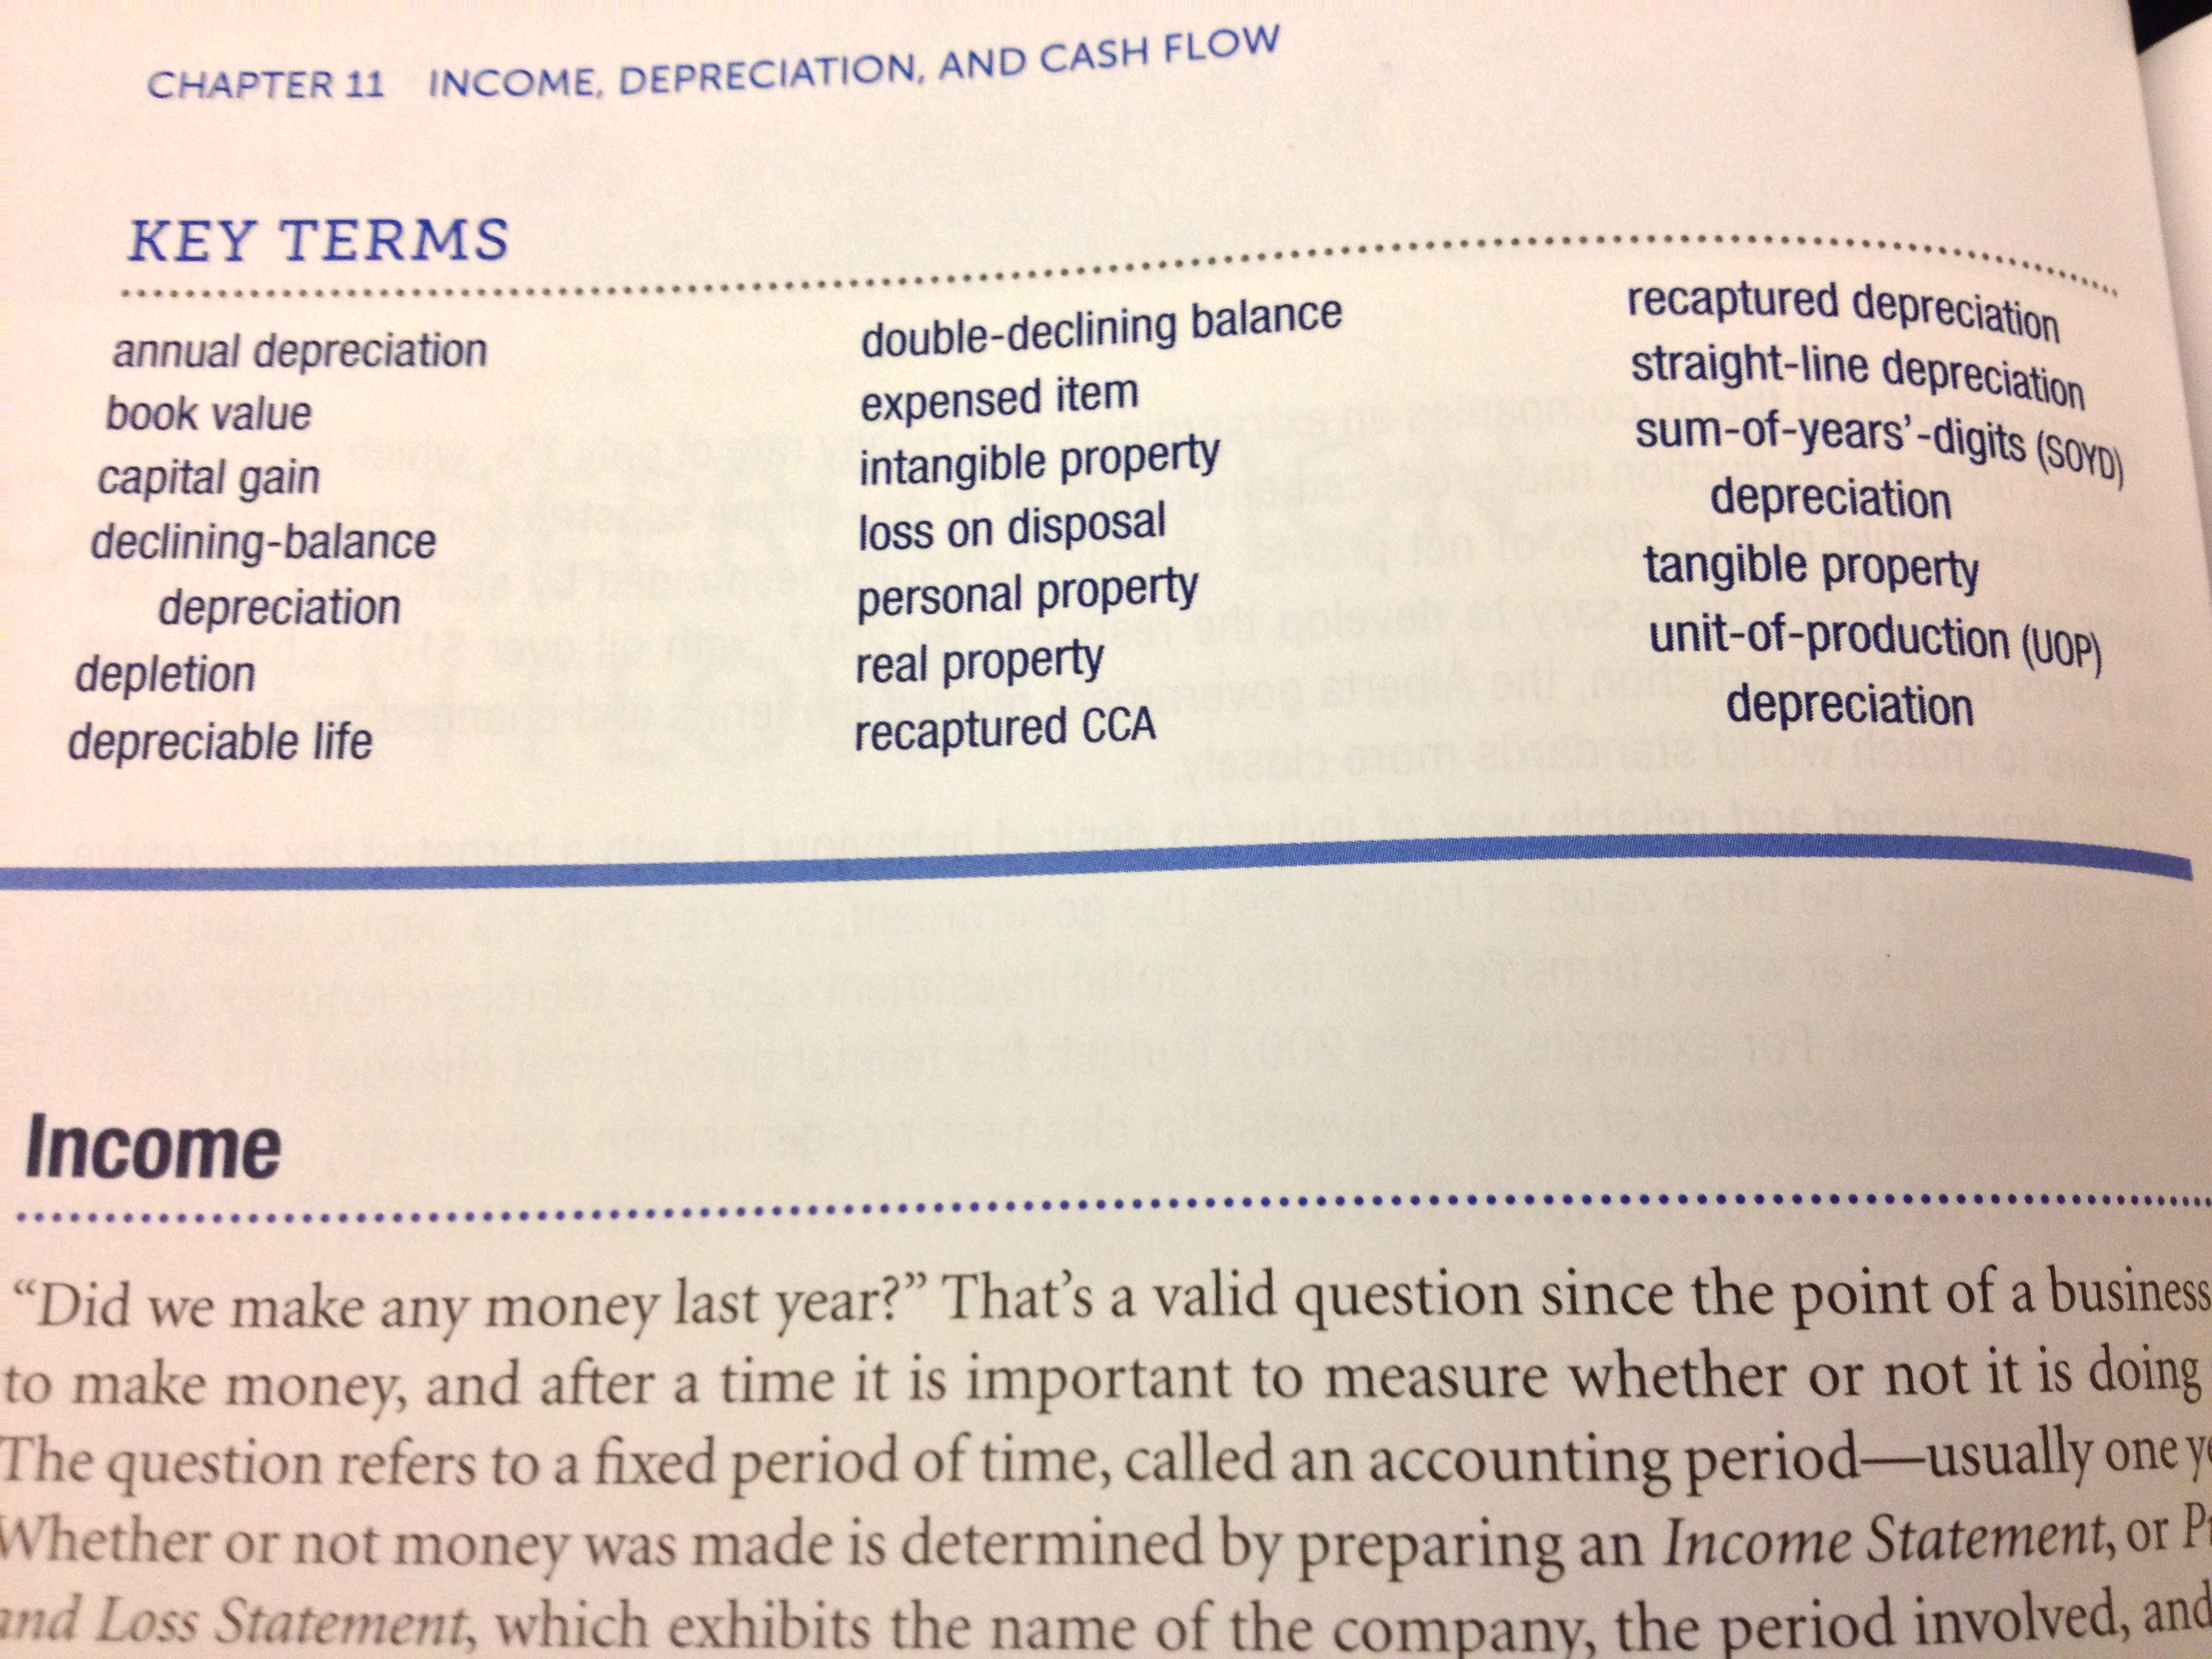 CHAPTER 11 INCOME, DEPRECIATION, AND CASH FLOW
KEY TERMS
annual depreciation
book value
capital gain
declining-balance
depreciation
depletion
depreciable life
double-declining balance
expensed item
intangible property
loss on disposal
personal property
real property
recaptured CCA
recaptured depreciation
straight-line depreciation
sum-of-years’-digits (SOYD)
depreciation
tangible property
unit-of-production (UOP)
depreciation
Income
“Did we make any money last year?” That’s a valid question since the point of a business
to make money, and after a time it is important to measure whether or not it is doing
The question refers to a fixed period of time, called an accounting period—usually one
Whether or not money was made is determined by preparing an Income Statement, or
and Loss Statement, which exhibits the name of the company, the period involved, and